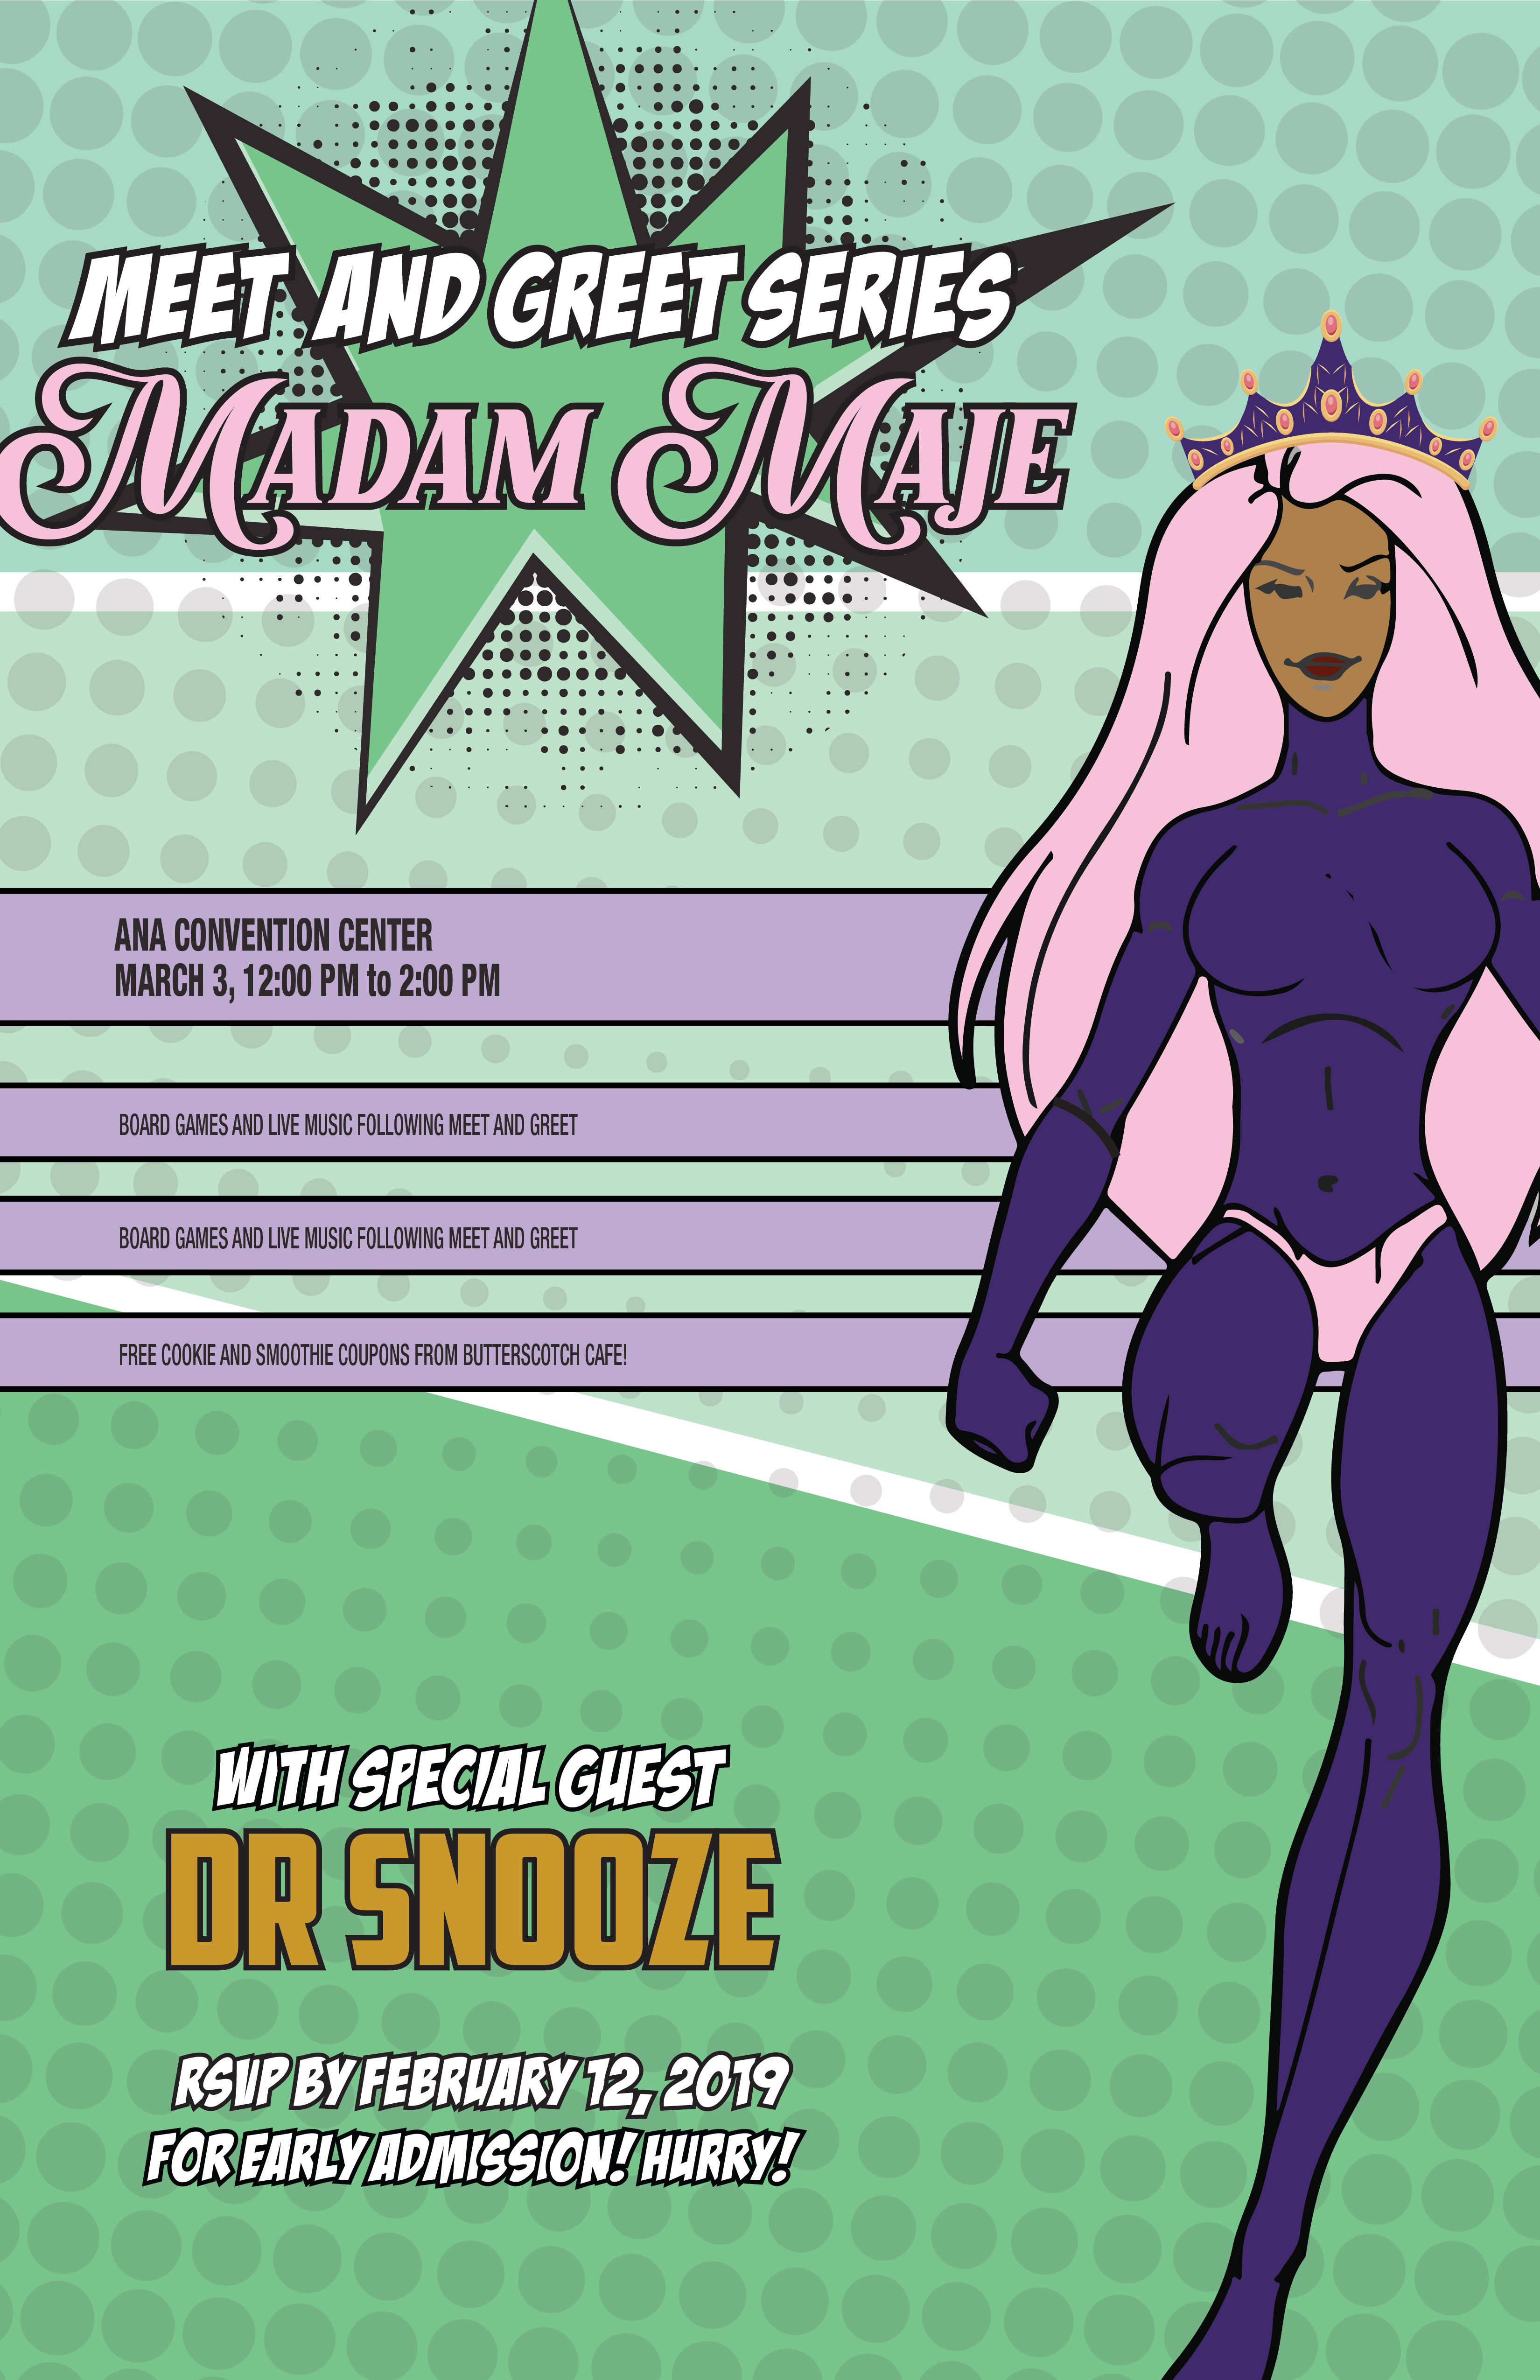 MEET AND GREET SERIES
MADAM MAJE
ANA CONVENTION CENTER
MARCH 3, 12:00 PM to 2:00 PM
BOARD GAMES AND LIVE MUSIC FOLLOWING MEET AND GREET
BOARD GAMES AND LIVE MUSIC FOLLOWING MEET AND GREET
FREE COOKIE AND SMOOTHIE COUPONS FROM BUTTERSCOTCH CAFE!
WITH SPECIAL GUEST
DR SNOOZE
RSVP BY FEBRUARY 12, 2019
FOR EARLY ADMISSION! HURRY!